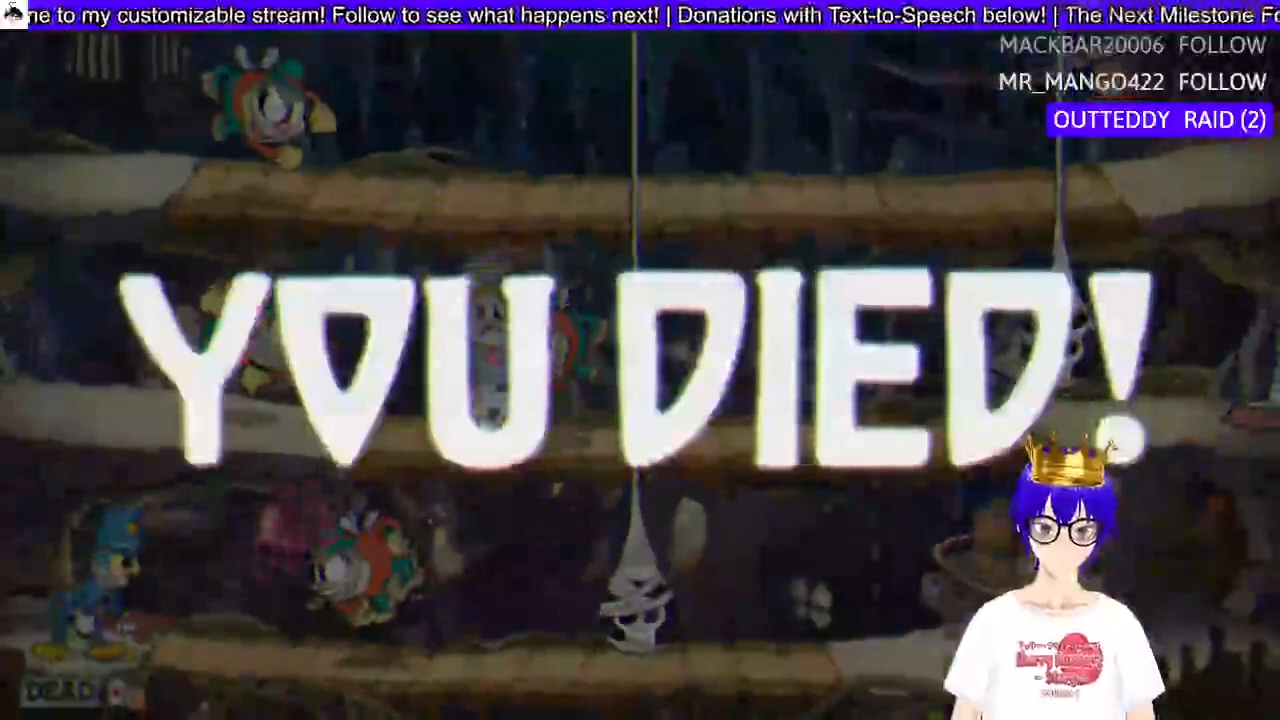 ne to my customizable stream! Follow to see what happens next! | Donations with Text-to-Speech below! | The Next Milestone Fo
MACKBAR20006 FOLLOW
MR_MANGO422 FOLLOW
OUTTEDDY RAID (2)
YOU DIED!
DEAD